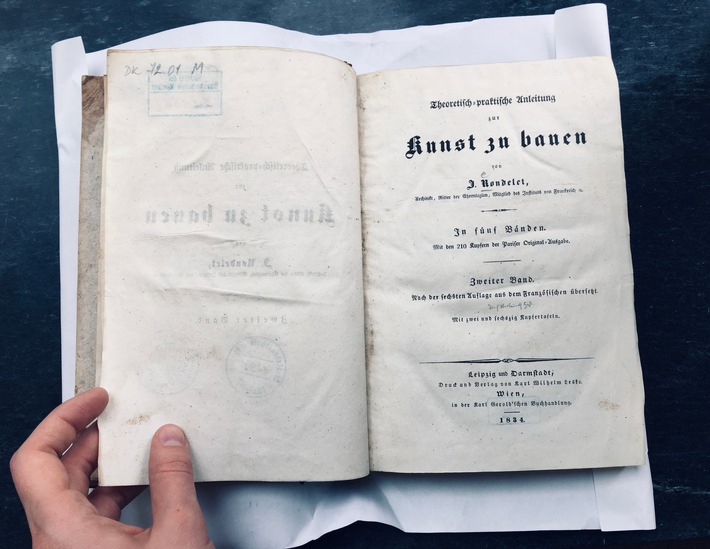 DK 12 01 M
Theoretisch-praktische Anleitung
zur
Kunst zu bauen
von
J. Rondelet,
Architekt, Ritter der Ehrenlegion, Mitglied des Instituts von Frankreich
In fünf Bänden.
Mit den 210 Kupfern der Pariser Original-Ausgabe.
Zweiter Band.
Nach der sechsten Auflage aus dem Französischen übersetzt.
Mit zwei und sechszig Kupfertafeln.
Leipzig und Darmstadt,
Druck und Verlag von Karl Wilhelm Leske.
Wien,
in der Karl Gerold'schen Buchhandlung.
1834.